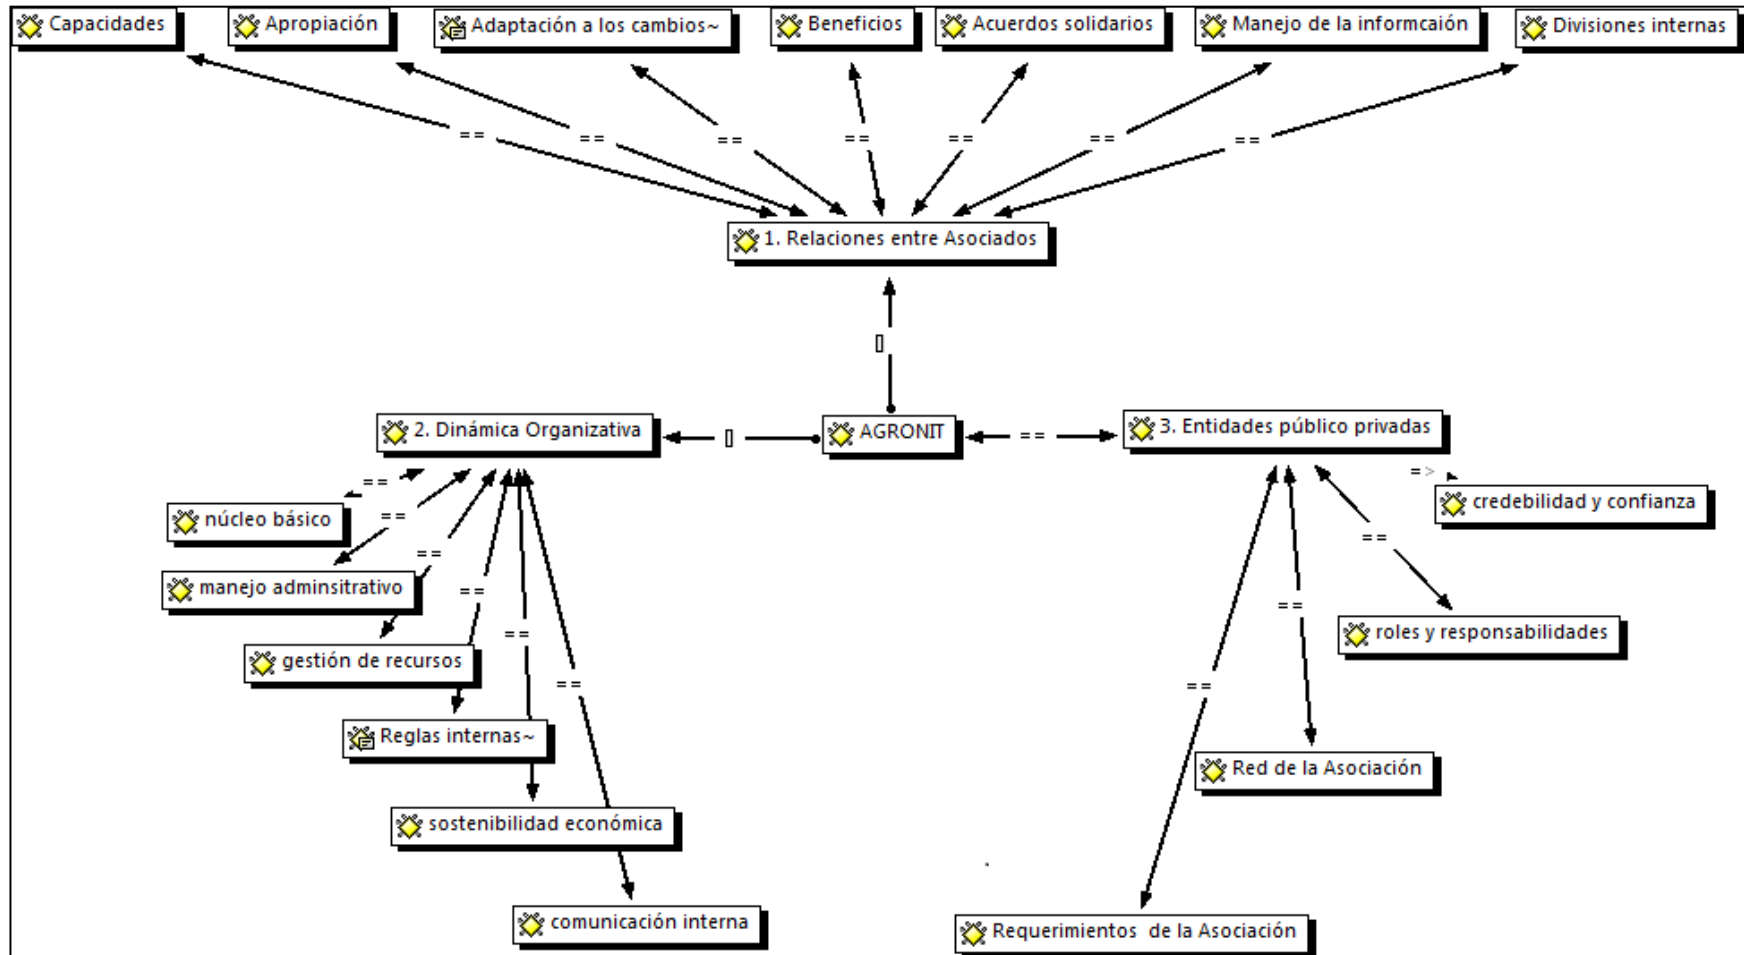 Capacidades
Apropiación
Adaptación a los cambios~
Beneficios
Acuerdos solidarios
Manejo de la informcaión
Divisiones internas
==
==
==
==
==
==
==
1. Relaciones entre Asociados
[]
2. Dinámica Organizativa
[]
AGRONIT
==
3. Entidades público privadas
==
=>
núcleo básico
==
credebilidad y confianza
manejo adminsitrativo
==
==
gestión de recursos
==
==
roles y responsabilidades
Reglas internas~
==
==
Red de la Asociación
sostenibilidad económica
==
comunicación interna
Requerimientos  de la Asociación